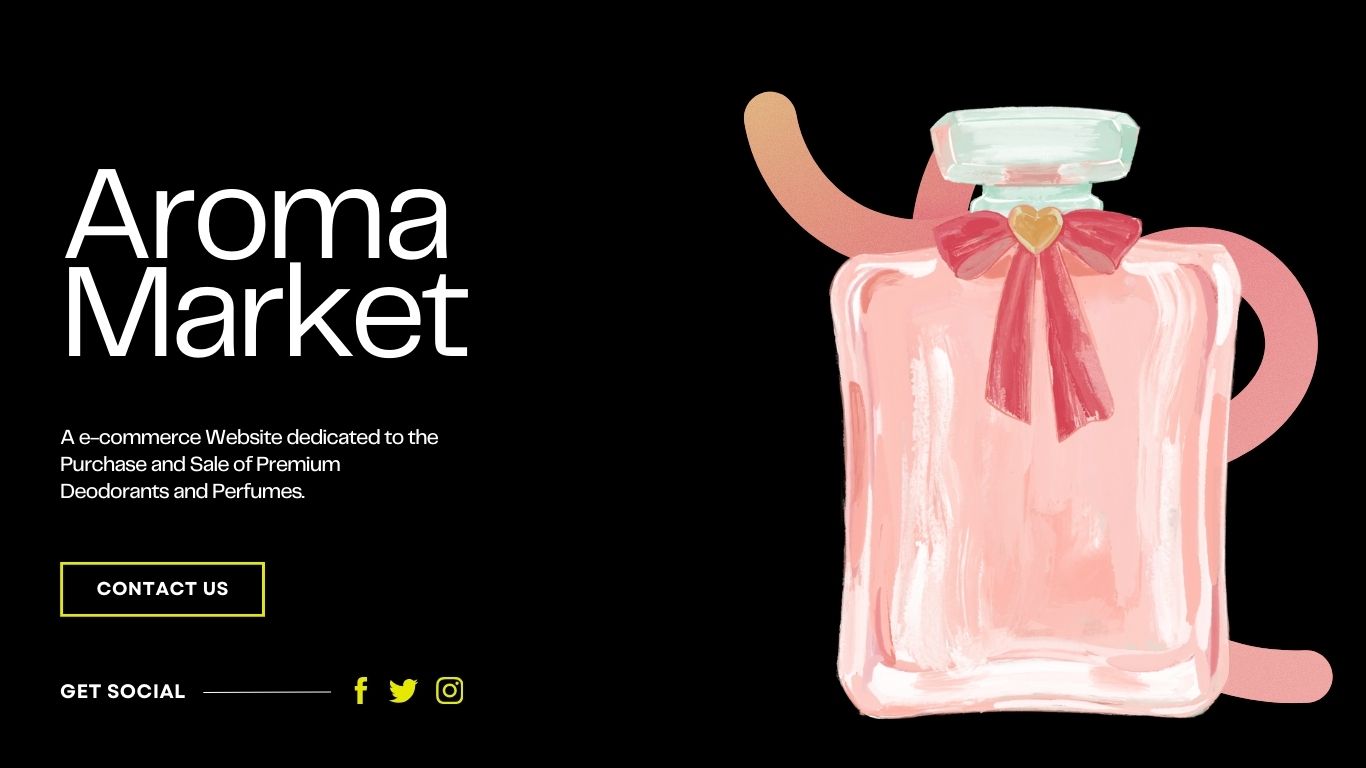 Aroma
Market
A e-commerce Website dedicated to the
Purchase and Sale of Premium
Deodorants and Perfumes.
CONTACT US
GET SOCIAL